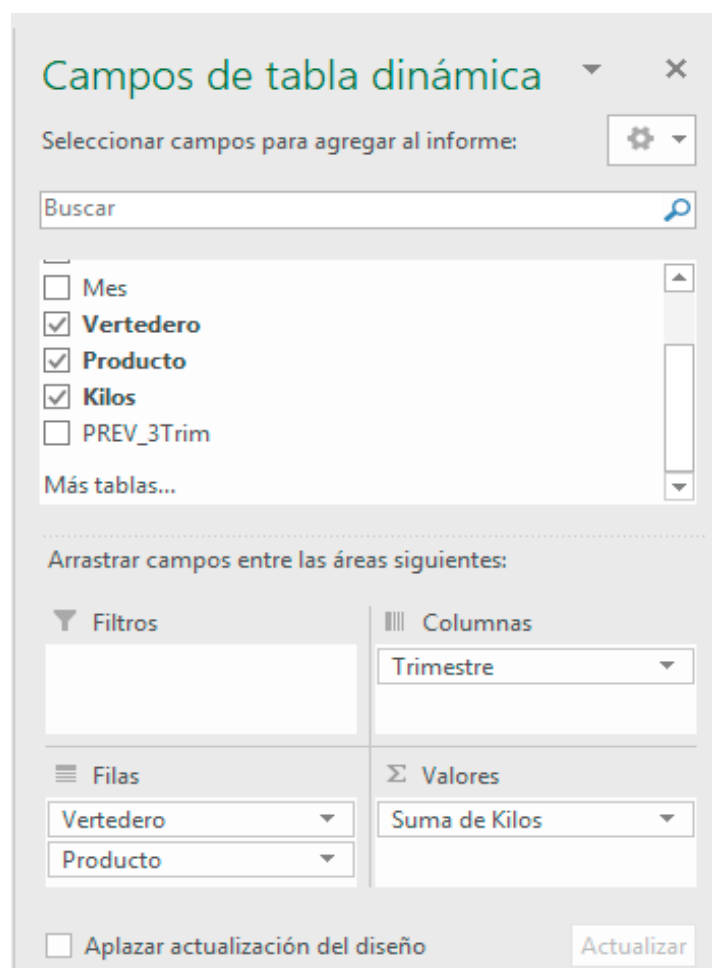 Campos de tabla dinámica
Seleccionar campos para agregar al informe:
Buscar
Mes
Vertedero
Producto
Kilos
PREV_3Trim
Más tablas...
Arrastrar campos entre las áreas siguientes:
Filtros
Columnas
Trimestre
Filas
Σ Valores
Vertedero
Suma de Kilos
Producto
Aplazar actualización del diseño
Actualizar